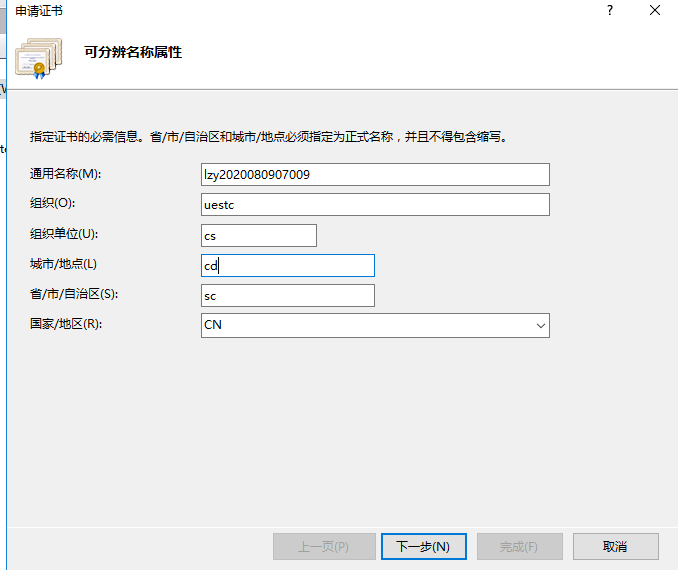 申请证书
?
可分辨名称属性
指定证书的必需信息。省/市/自治区和城市/地点必须指定为正式名称，并且不得包含缩写。
通用名称(M): lzy2020080907009
组织(O): uestc
组织单位(U): cs
城市/地点(L) cd
省/市/自治区(S): sc
国家/地区(R): CN
上一页(P) 下一步(N) 完成(F) 取消